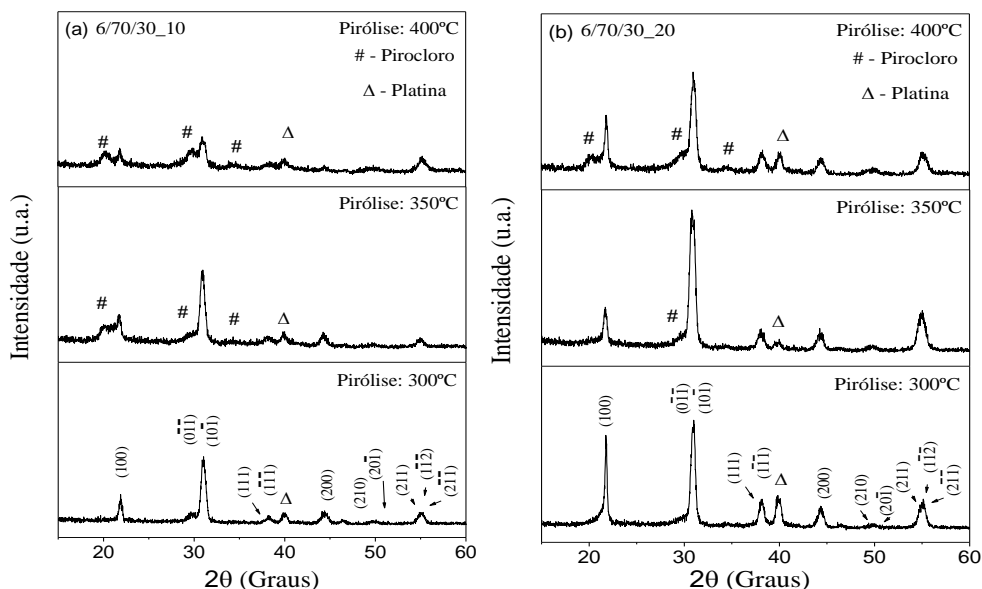 (a) 6/70/30_10
Pirólise: 400ºC
# - Pirocloro
Δ - Platina
#
#
#
Δ
Pirólise: 350ºC
#
#
#
Δ
Pirólise: 300ºC
(100)
(011)
(101)
(111)
(111)
Δ
(200)
(210)
(201)
(211)
(112)
(211)
Intensidade (u.a.)
20 30 40 50 60
2θ (Graus)
(b) 6/70/30_20
Pirólise: 400ºC
# - Pirocloro
Δ - Platina
#
#
#
Δ
Pirólise: 350ºC
#
Δ
Pirólise: 300ºC
(100)
(011)
(101)
(111)
(111)
Δ
(200)
(210)
(201)
(211)
(112)
(211)
Intensidade (u.a.)
20 30 40 50 60
2θ (Graus)